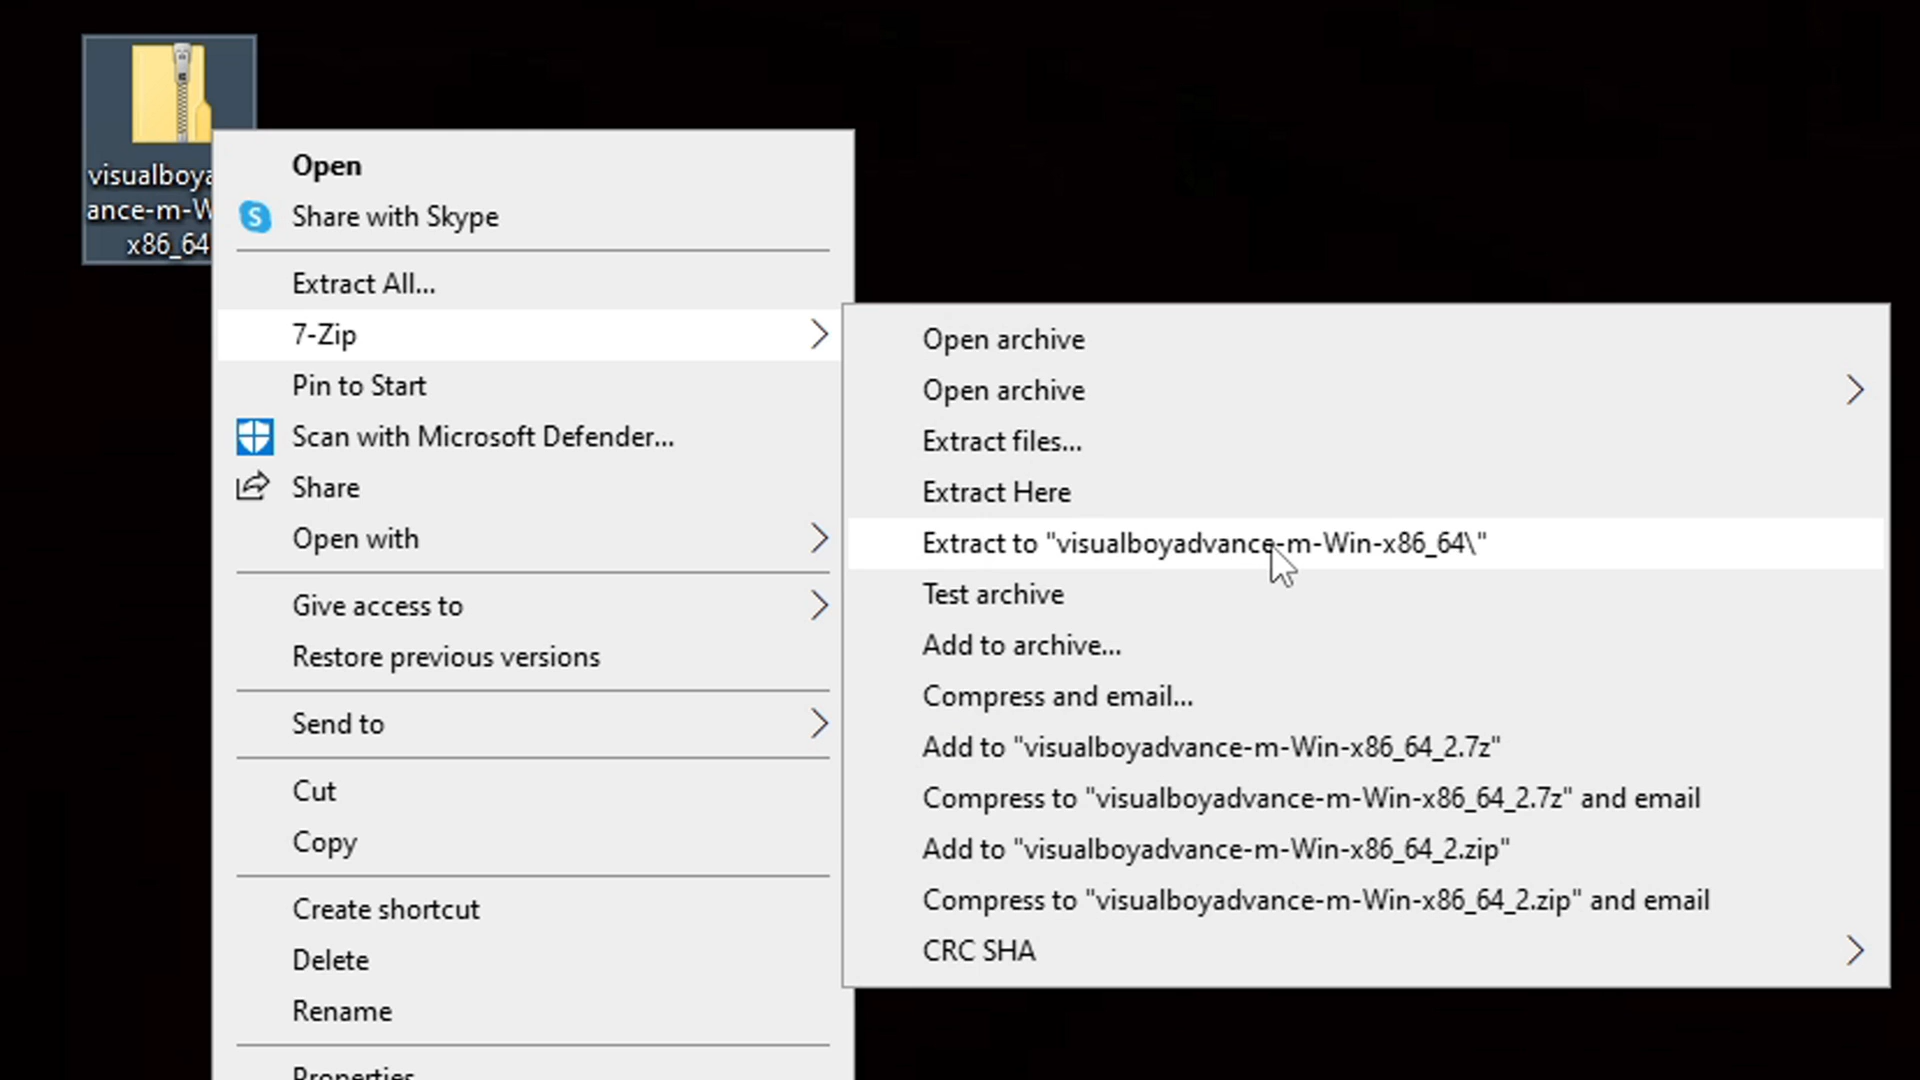 visualboya
ance-m-W
x86_64
Open
Share with Skype
Extract All...
7-Zip
Pin to Start
Scan with Microsoft Defender...
Share
Open with
Give access to
Restore previous versions
Send to
Cut
Copy
Create shortcut
Delete
Rename
Properties
Open archive
Open archive
Extract files...
Extract Here
Extract to "visualboyadvance-m-Win-x86_64\"
Test archive
Add to archive...
Compress and email...
Add to "visualboyadvance-m-Win-x86_64_2.7z"
Compress to "visualboyadvance-m-Win-x86_64_2.7z" and email
Add to "visualboyadvance-m-Win-x86_64_2.zip"
Compress to "visualboyadvance-m-Win-x86_64_2.zip" and email
CRC SHA